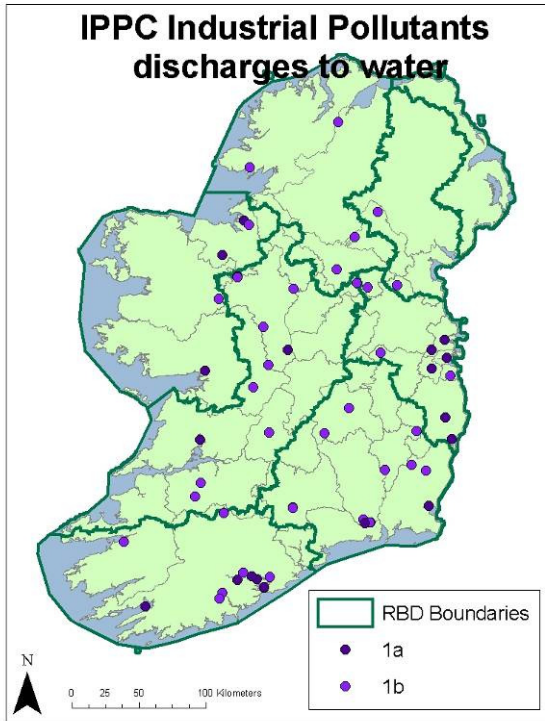 IPPC Industrial Pollutants
discharges to water
RBD Boundaries
1a
1b
N
0 25 50 100 Kilometers